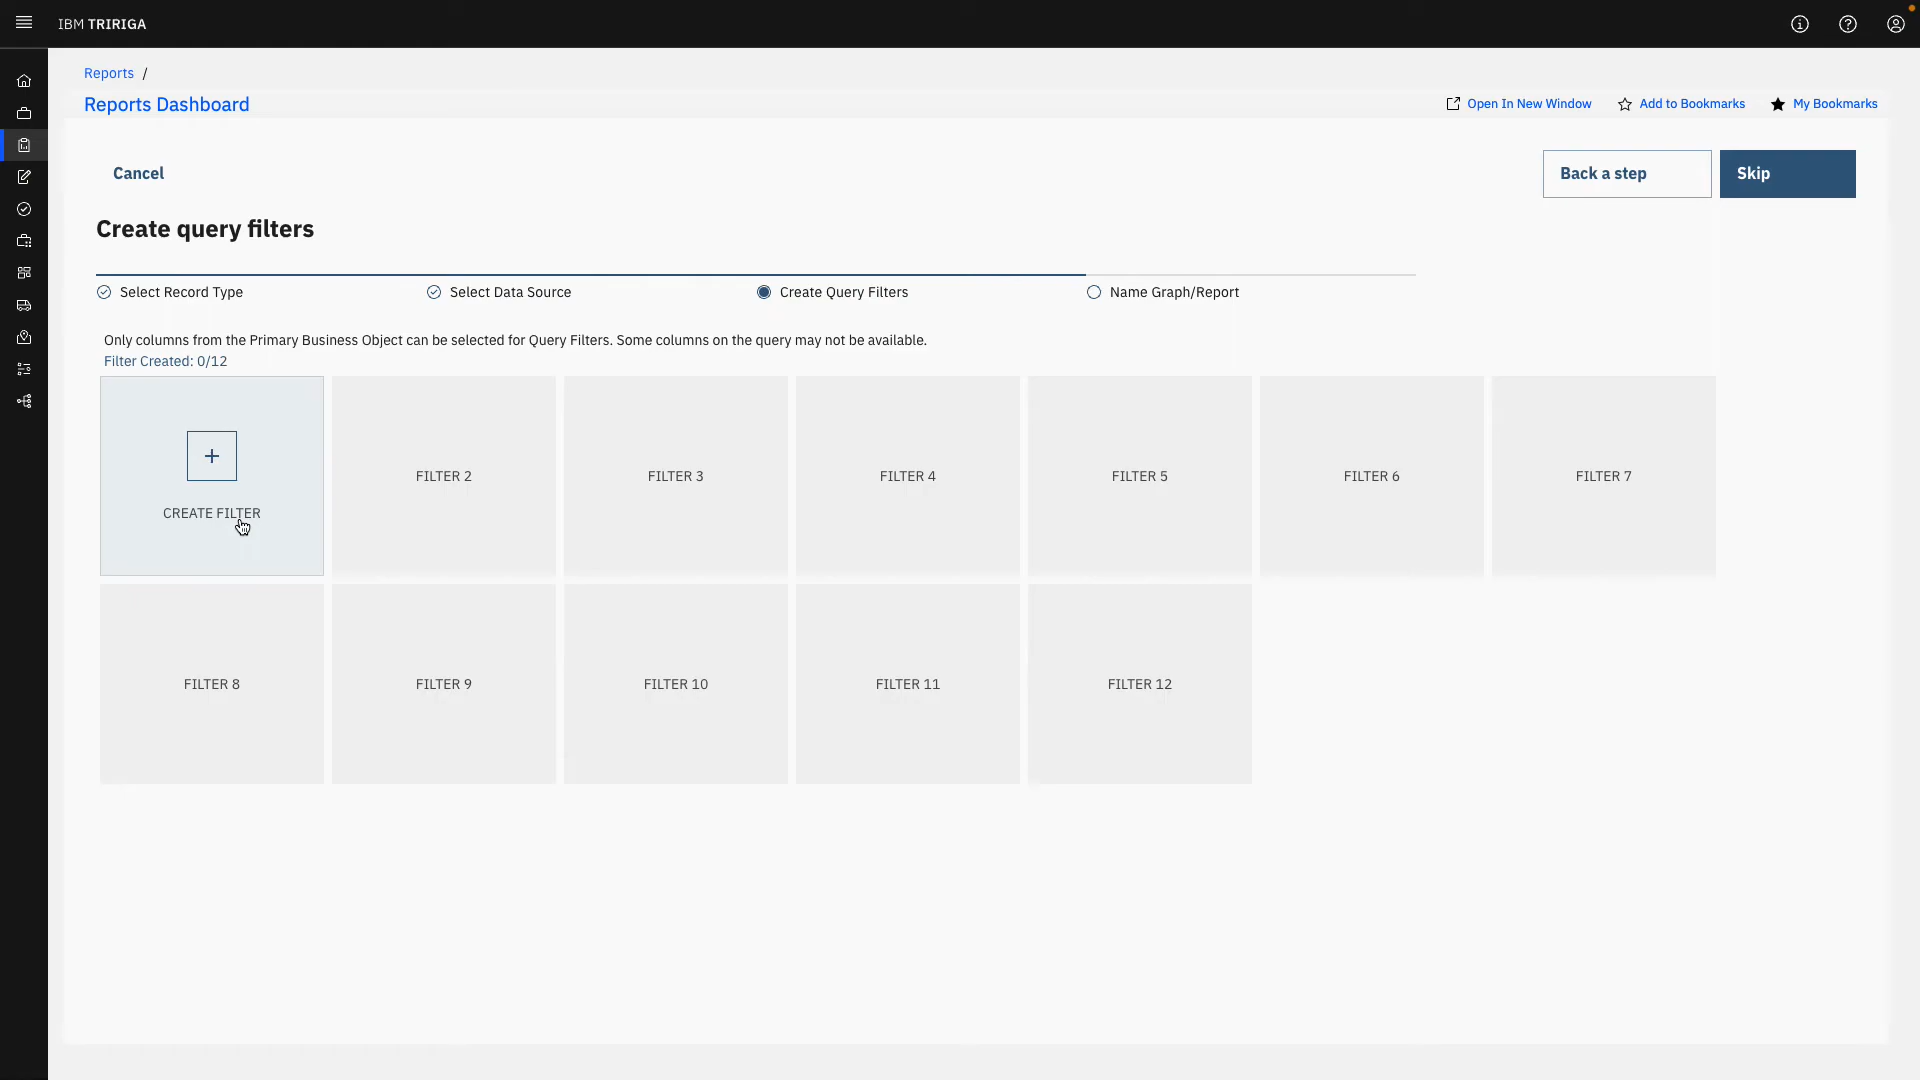 IBM TRIRIGA
Reports /
Reports Dashboard
Open In New Window
Add to Bookmarks
My Bookmarks
Cancel
Back a step
Skip
Create query filters
Select Record Type
Select Data Source
Create Query Filters
Name Graph/Report
Only columns from the Primary Business Object can be selected for Query Filters. Some columns on the query may not be available.
Filter Created: 0/12
CREATE FILTER
FILTER 2
FILTER 3
FILTER 4
FILTER 5
FILTER 6
FILTER 7
FILTER 8
FILTER 9
FILTER 10
FILTER 11
FILTER 12